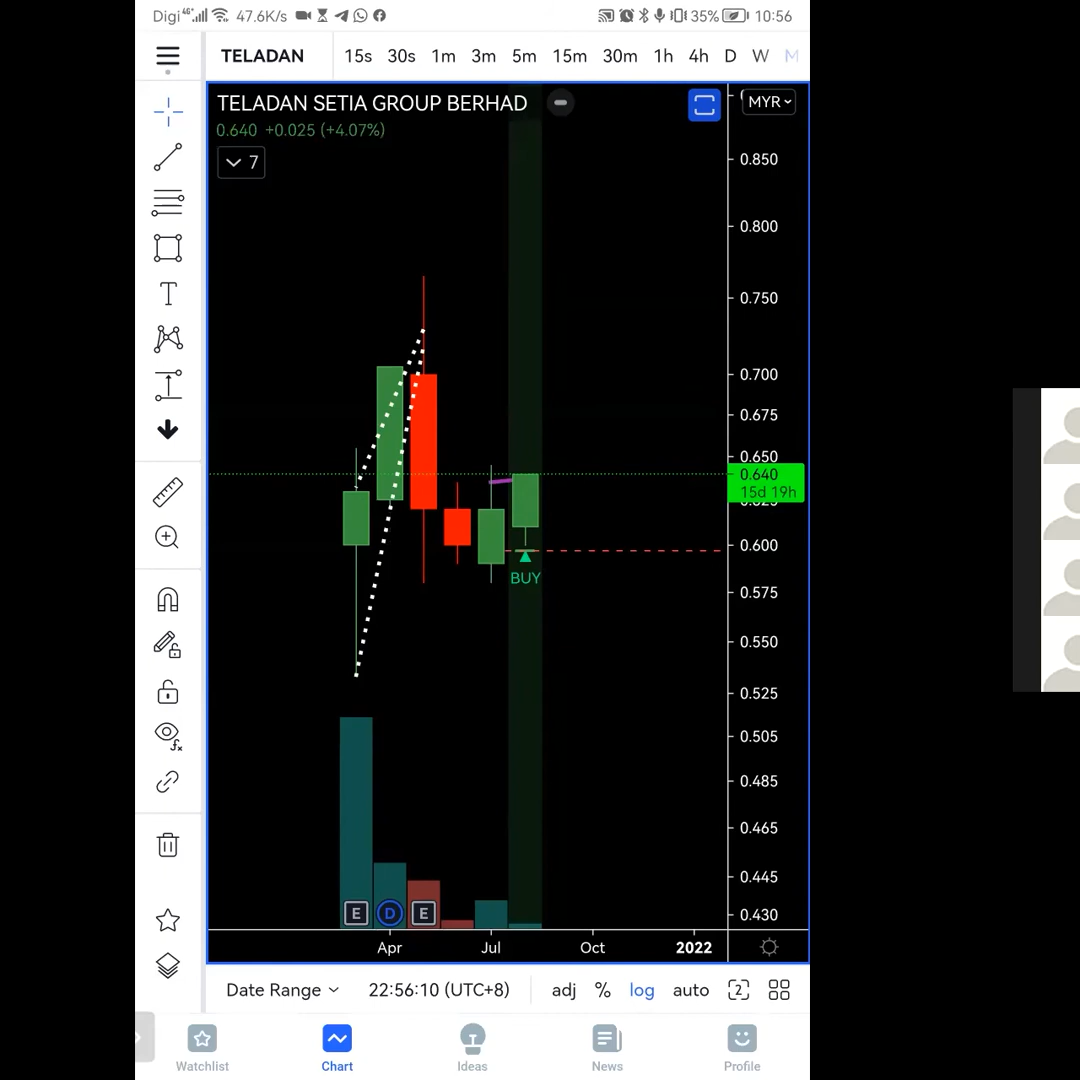 Digi 4G 47.6K/s 35% 10:56
TELADAN 15s 30s 1m 3m 5m 15m 30m 1h 4h D W M
TELADAN SETIA GROUP BERHAD
MYR
0.640 +0.025 (+4.07%)
7
0.850
0.800
0.750
0.700
0.675
0.650
0.640
15d 19h
0.625
0.600
0.575
BUY
0.550
0.525
0.505
0.485
0.465
0.445
0.430
E D E
Apr Jul Oct 2022
Date Range 22:56:10 (UTC+8) adj % log auto 2
Watchlist Chart Ideas News Profile